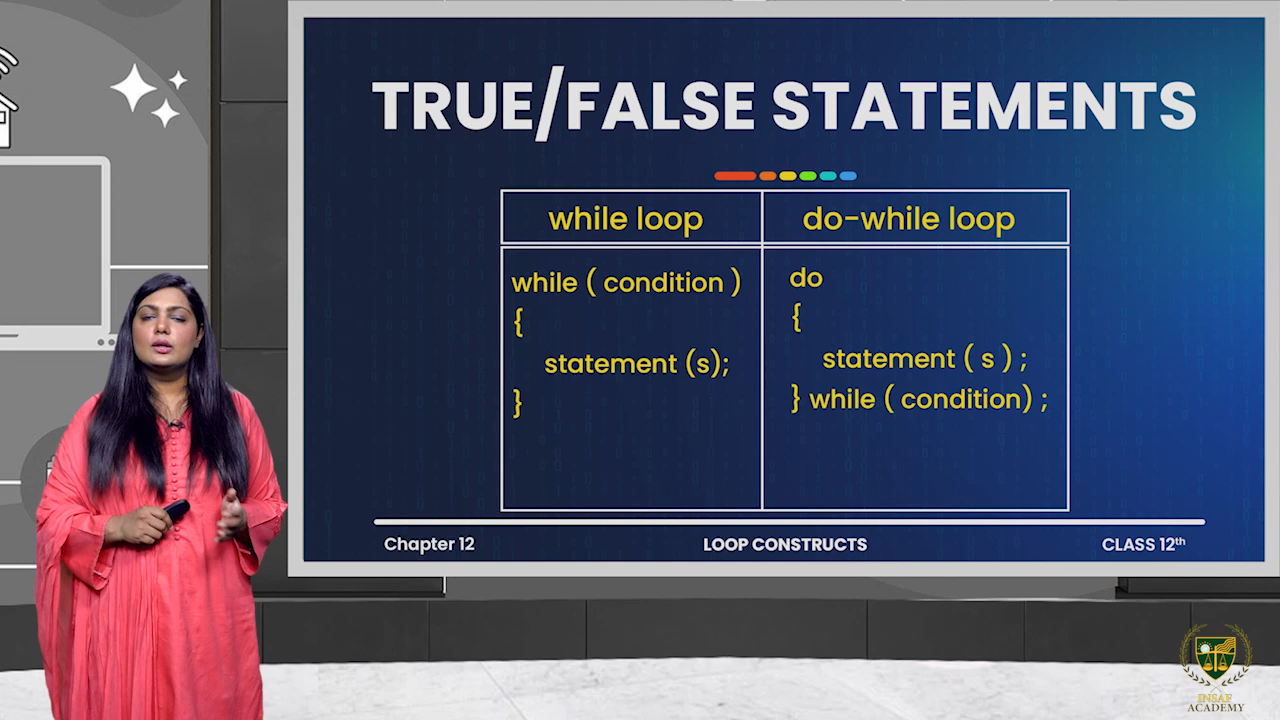 TRUE/FALSE STATEMENTS
while loop
do-while loop
while ( condition )
{
statement (s);
}
do
{
statement ( s ) ;
} while ( condition) ;
Chapter 12
LOOP CONSTRUCTS
CLASS 12th
INSAF
ACADEMY